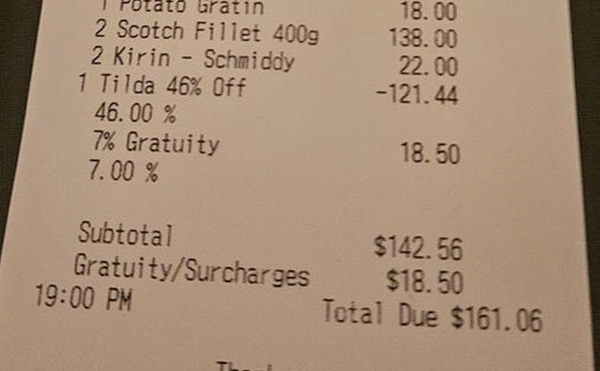 1 Potato Gratin 18.00
2 Scotch Fillet 400g 138.00
2 Kirin - Schmiddy 22.00
1 Tilda 46% Off -121.44
46.00 %
7% Gratuity 18.50
7.00 %
Subtotal $142.56
Gratuity/Surcharges $18.50
19:00 PM Total Due $161.06